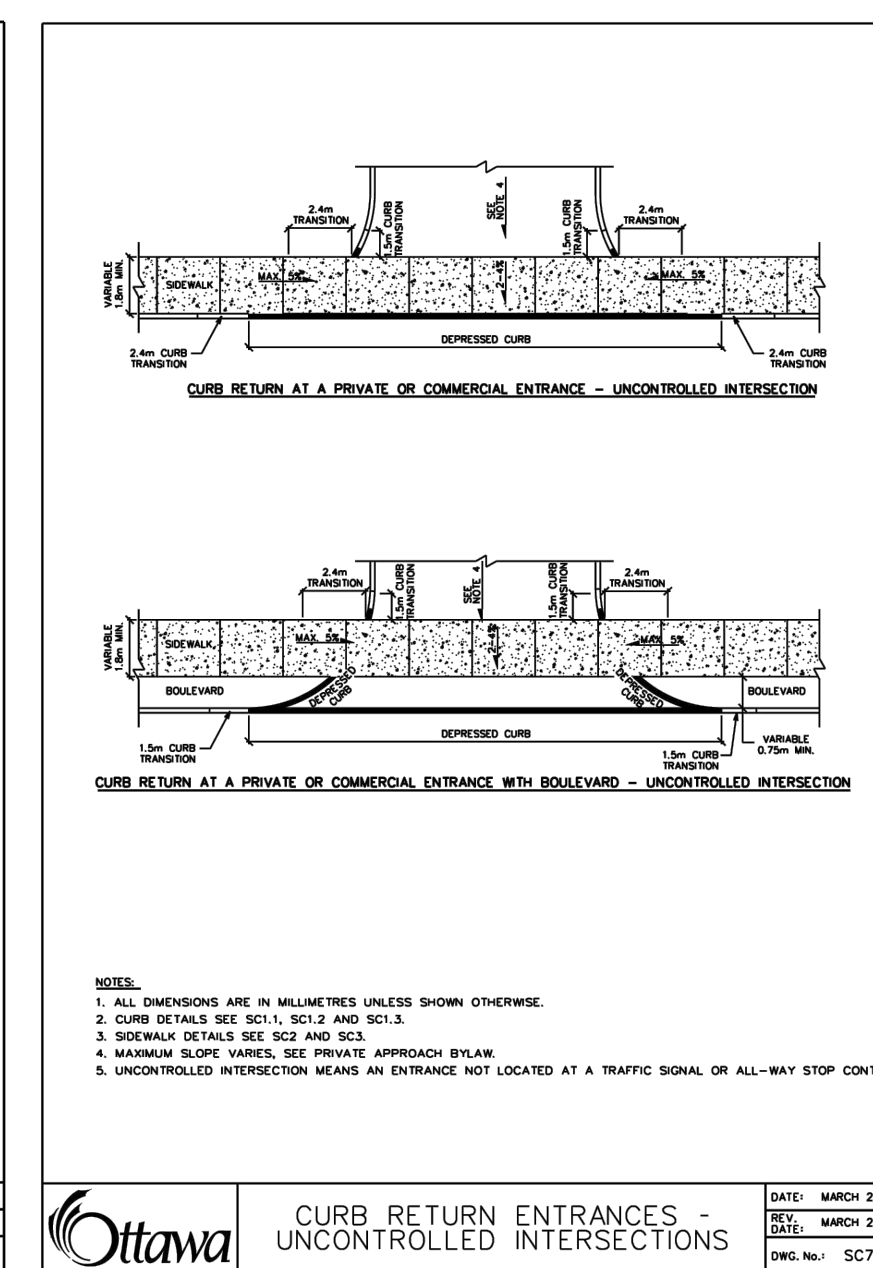 2.4m
TRANSITION
1.5m CURB
TRANSITION
SEE
NOTE 4
1.5m CURB
TRANSITION
2.4m
TRANSITION
VARIABLE
1.8m MIN.
SIDEWALK
MAX. 5%
2-4%
MAX. 5%
2.4m CURB
TRANSITION
DEPRESSED CURB
2.4m CURB
TRANSITION
CURB RETURN AT A PRIVATE OR COMMERCIAL ENTRANCE – UNCONTROLLED INTERSECTION
2.4m
TRANSITION
1.5m CURB
TRANSITION
SEE
NOTE 4
1.5m CURB
TRANSITION
2.4m
TRANSITION
VARIABLE
1.8m MIN.
SIDEWALK
MAX. 5%
2-4%
MAX. 5%
BOULEVARD
DEPRESSED
CURB
DEPRESSED
CURB
BOULEVARD
1.5m CURB
TRANSITION
DEPRESSED CURB
1.5m CURB
TRANSITION
VARIABLE
0.75m MIN.
CURB RETURN AT A PRIVATE OR COMMERCIAL ENTRANCE WITH BOULEVARD – UNCONTROLLED INTERSECTION
NOTES:
1. ALL DIMENSIONS ARE IN MILLIMETRES UNLESS SHOWN OTHERWISE.
2. CURB DETAILS SEE SC1.1, SC1.2 AND SC1.3.
3. SIDEWALK DETAILS SEE SC2 AND SC3.
4. MAXIMUM SLOPE VARIES, SEE PRIVATE APPROACH BYLAW.
5. UNCONTROLLED INTERSECTION MEANS AN ENTRANCE NOT LOCATED AT A TRAFFIC SIGNAL OR ALL–WAY STOP CONT
Ottawa
CURB RETURN ENTRANCES -
UNCONTROLLED INTERSECTIONS
DATE: MARCH 2
REV.
DATE: MARCH 2
DWG. No.: SC7